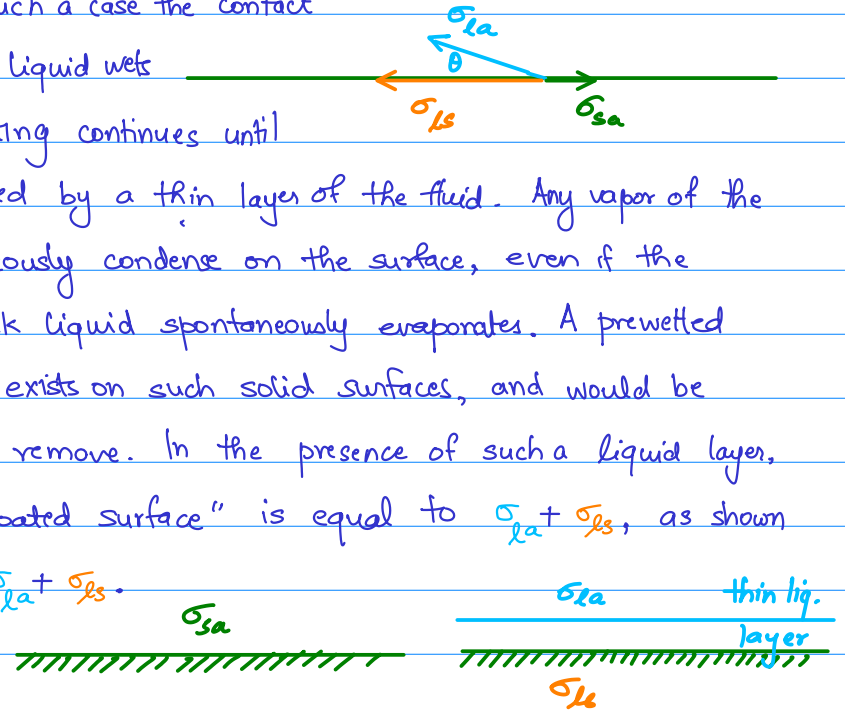 uch a case the contact
σla
liquid wets
θ
σls
σsa
ing continues until
ed by a thin layer of the fluid. Any vapor of the
ously condense on the surface, even if the
k liquid spontaneously evaporates. A prewetted
exists on such solid surfaces, and would be
remove. In the presence of such a liquid layer,
oated surface" is equal to σla + σls, as shown
σla + σls.
σsa
σla thin liq.
layer
σls